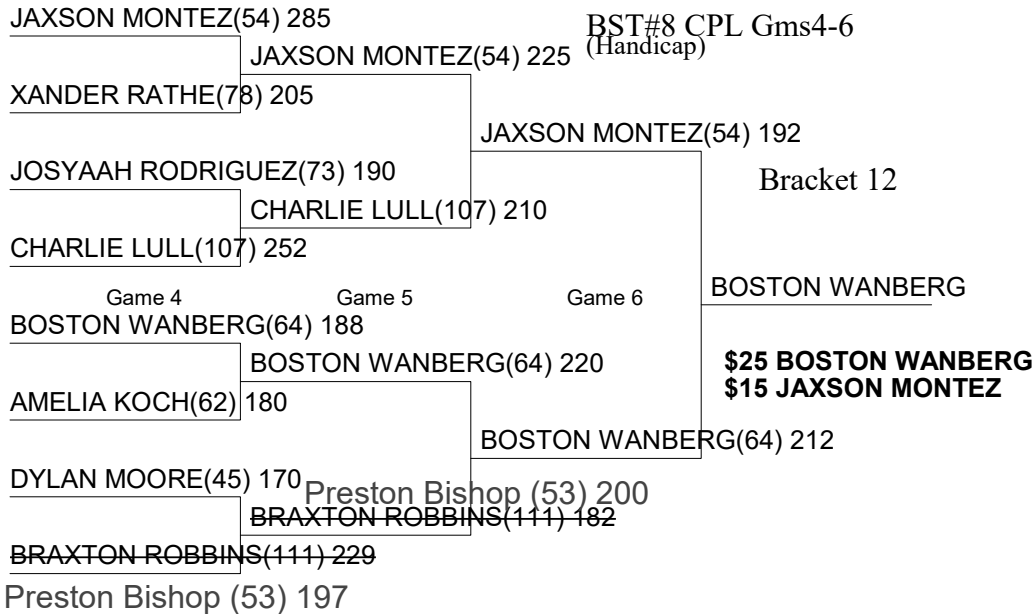 JAXSON MONTEZ(54) 285
BST#8 CPL Gms4-6
(Handicap)
JAXSON MONTEZ(54) 225
XANDER RATHE(78) 205
JAXSON MONTEZ(54) 192
JOSYAAH RODRIGUEZ(73) 190
Bracket 12
CHARLIE LULL(107) 210
CHARLIE LULL(107) 252
Game 4
Game 5
Game 6
BOSTON WANBERG
BOSTON WANBERG(64) 188
BOSTON WANBERG(64) 220
$25 BOSTON WANBERG
$15 JAXSON MONTEZ
AMELIA KOCH(62) 180
BOSTON WANBERG(64) 212
DYLAN MOORE(45) 170
Preston Bishop (53) 200
BRAXTON ROBBINS(111) 182
BRAXTON ROBBINS(111) 229
Preston Bishop (53) 197